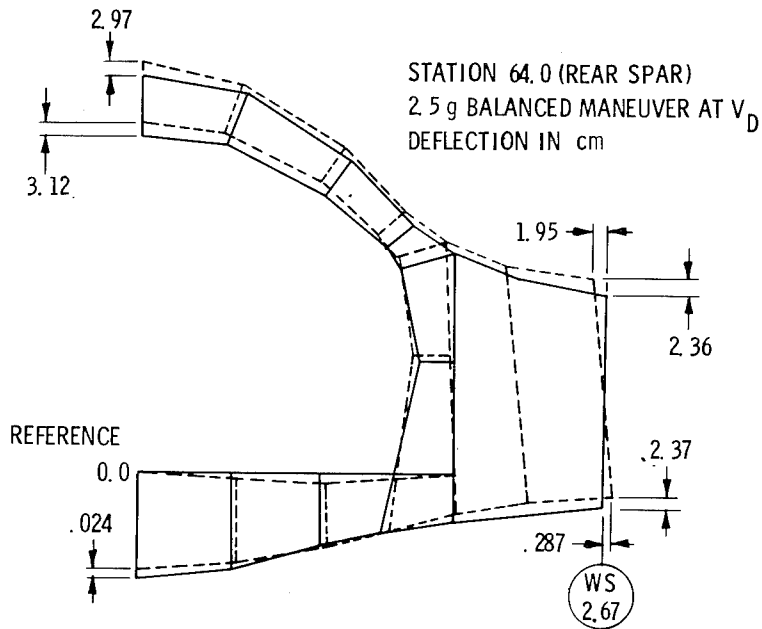 2.97
STATION 64.0 (REAR SPAR)
2.5 g BALANCED MANEUVER AT VD
DEFLECTION IN cm
3.12
1.95
2.36
REFERENCE
0.0
2.37
.024
.287
WS
2.67